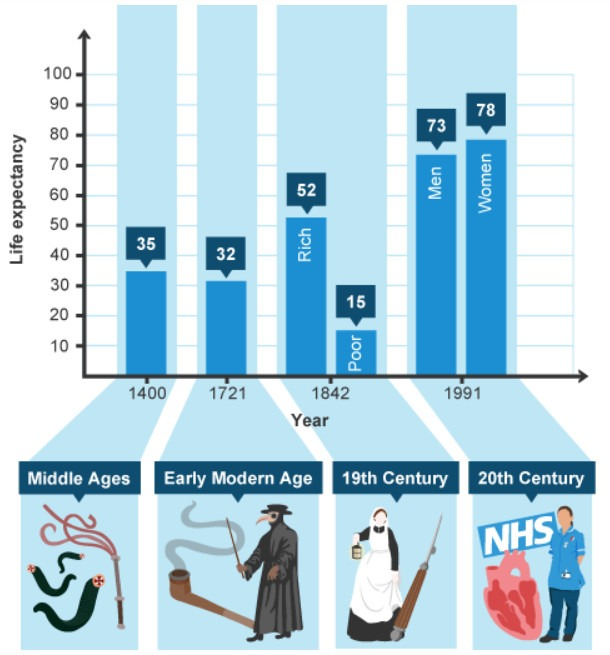 Life expectancy
100
90
80
70
60
50
40
30
20
10
35
32
52
Rich
15
Poor
73
Men
78
Women
1400
1721
1842
1991
Year
Middle Ages
Early Modern Age
19th Century
20th Century
NHS